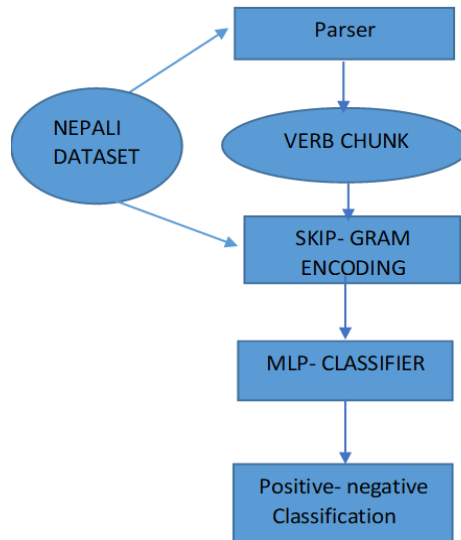 Parser
NEPALI
DATASET
VERB CHUNK
SKIP- GRAM
ENCODING
MLP- CLASSIFIER
Positive- negative
Classification